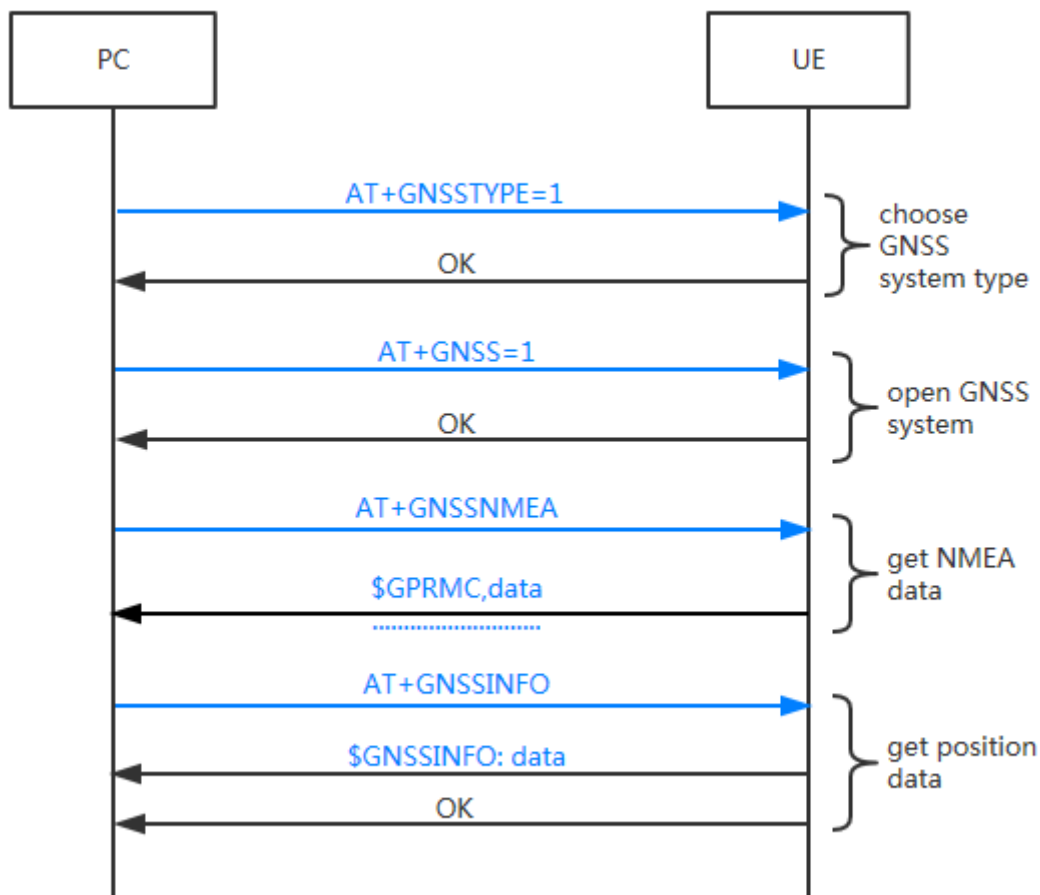 PC
UE
AT+GNSSTYPE=1
OK
choose
GNSS
system type
AT+GNSS=1
OK
open GNSS
system
AT+GNSSNMEA
$GPRMC,data
............................
get NMEA
data
AT+GNSSINFO
$GNSSINFO: data
OK
get position
data